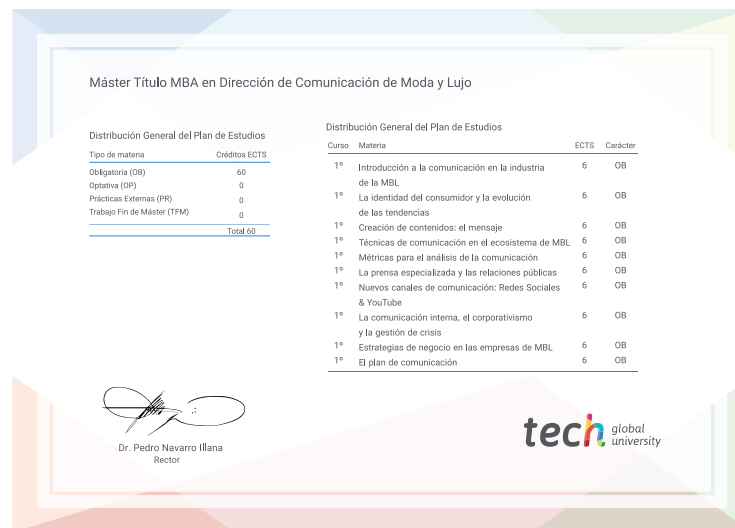 Máster Título MBA en Dirección de Comunicación de Moda y Lujo
Distribución General del Plan de Estudios
Tipo de materia Créditos ECTS
Obligatoria (OB) 60
Optativa (OP) 0
Prácticas Externas (PR) 0
Trabajo Fin de Máster (TFM) 0
Total 60
Distribución General del Plan de Estudios
Curso Materia ECTS Carácter
1º Introducción a la comunicación en la industria 6 OB
de la MBL
1º La identidad del consumidor y la evolución 6 OB
de las tendencias
1º Creación de contenidos: el mensaje 6 OB
1º Técnicas de comunicación en el ecosistema de MBL 6 OB
1º Métricas para el análisis de la comunicación 6 OB
1º La prensa especializada y las relaciones públicas 6 OB
1º Nuevos canales de comunicación: Redes Sociales 6 OB
& YouTube
1º La comunicación interna, el corporativismo 6 OB
y la gestión de crisis
1º Estrategias de negocio en las empresas de MBL 6 OB
1º El plan de comunicación 6 OB
Dr. Pedro Navarro Illana
Rector
tech global
university